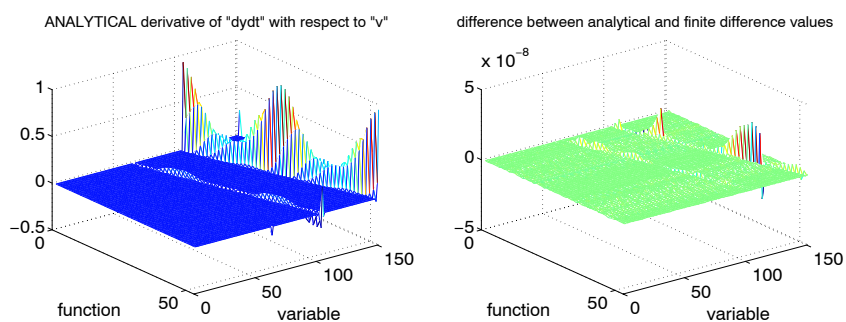 ANALYTICAL derivative of "dydt" with respect to "v"
1
0.5
0
−0.5
0
50
function
0
50
100
150
variable
difference between analytical and finite difference values
x 10⁻⁸
5
0
−5
0
50
function
0
50
100
150
variable